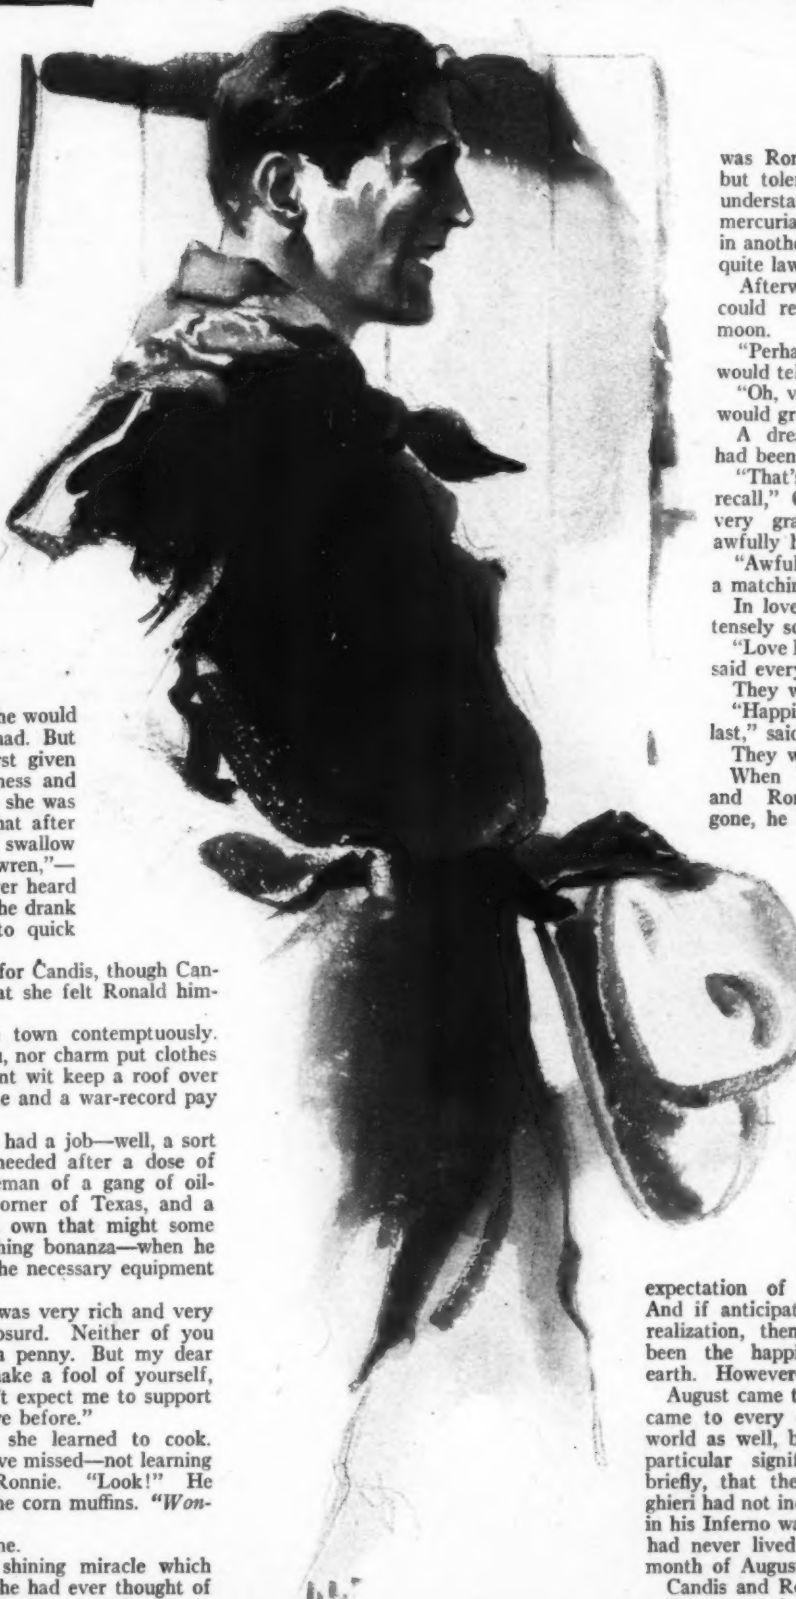 he would
had. But
st given
ness and
she was
hat after
swallow
wren,"—
er heard
he drank
to quick
for Candis, though Can-
at she felt Ronald him-
town contemptuously.
, nor charm put clothes
nt wit keep a roof over
e and a war-record pay
had a job—well, a sort
needed after a dose of
eman of a gang of oil-
orner of Texas, and a
own that might some
ning bonanza—when he
he necessary equipment
was very rich and very
bsurd. Neither of you
a penny. But my dear
ake a fool of yourself,
't expect me to support
e before."
she learned to cook.
ve missed—not learning
Ronnie. "Look!" He
ne corn muffins. "Won-
ne.
shining miracle which
he had ever thought of
was Ron
but toler
understa
mercuria
in anothe
quite law
Afterw
could re
moon.
"Perha
would tel
"Oh, v
would gr
A drea
had been
"That's
recall," C
very gra
awfully h
"Awful
a matchin
In love
tensely so
"Love l
said every
They w
"Happi
last," said
They w
When
and Ron
gone, he
expectation of
And if anticipat
realization, then
been the happi
earth. However
August came t
came to every
world as well, b
particular signif
briefly, that the
ghieri had not in
in his Inferno wa
had never lived
month of August
Candis and Ro